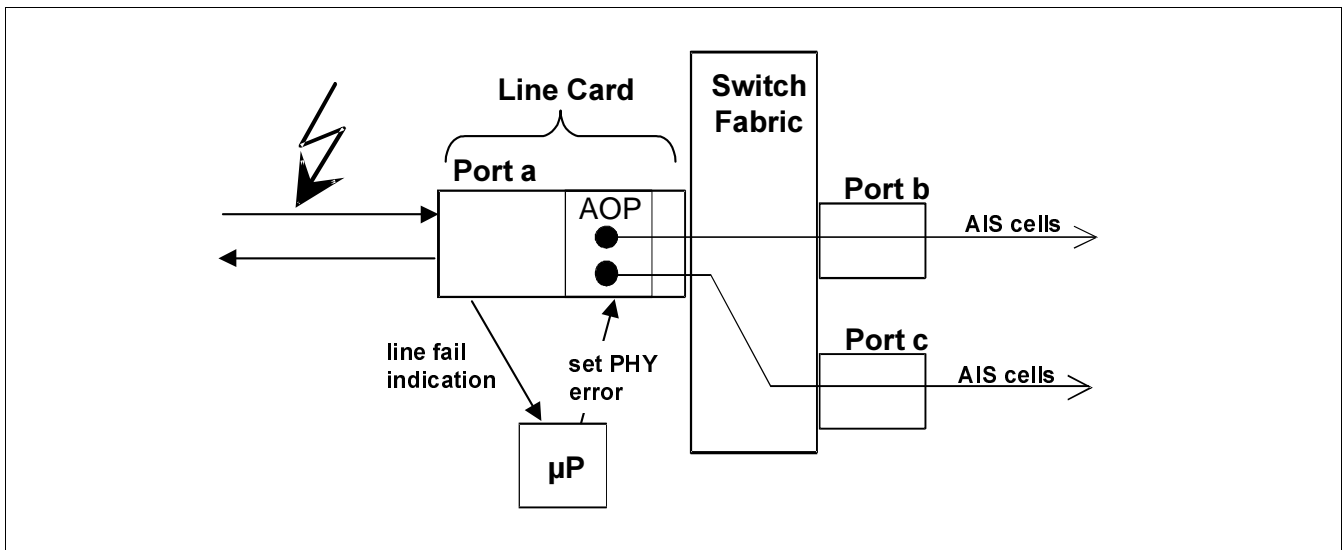 Line Card
Switch
Fabric
Port a
AOP
Port b
AIS cells
line fail
indication
set PHY
error
Port c
AIS cells
µP